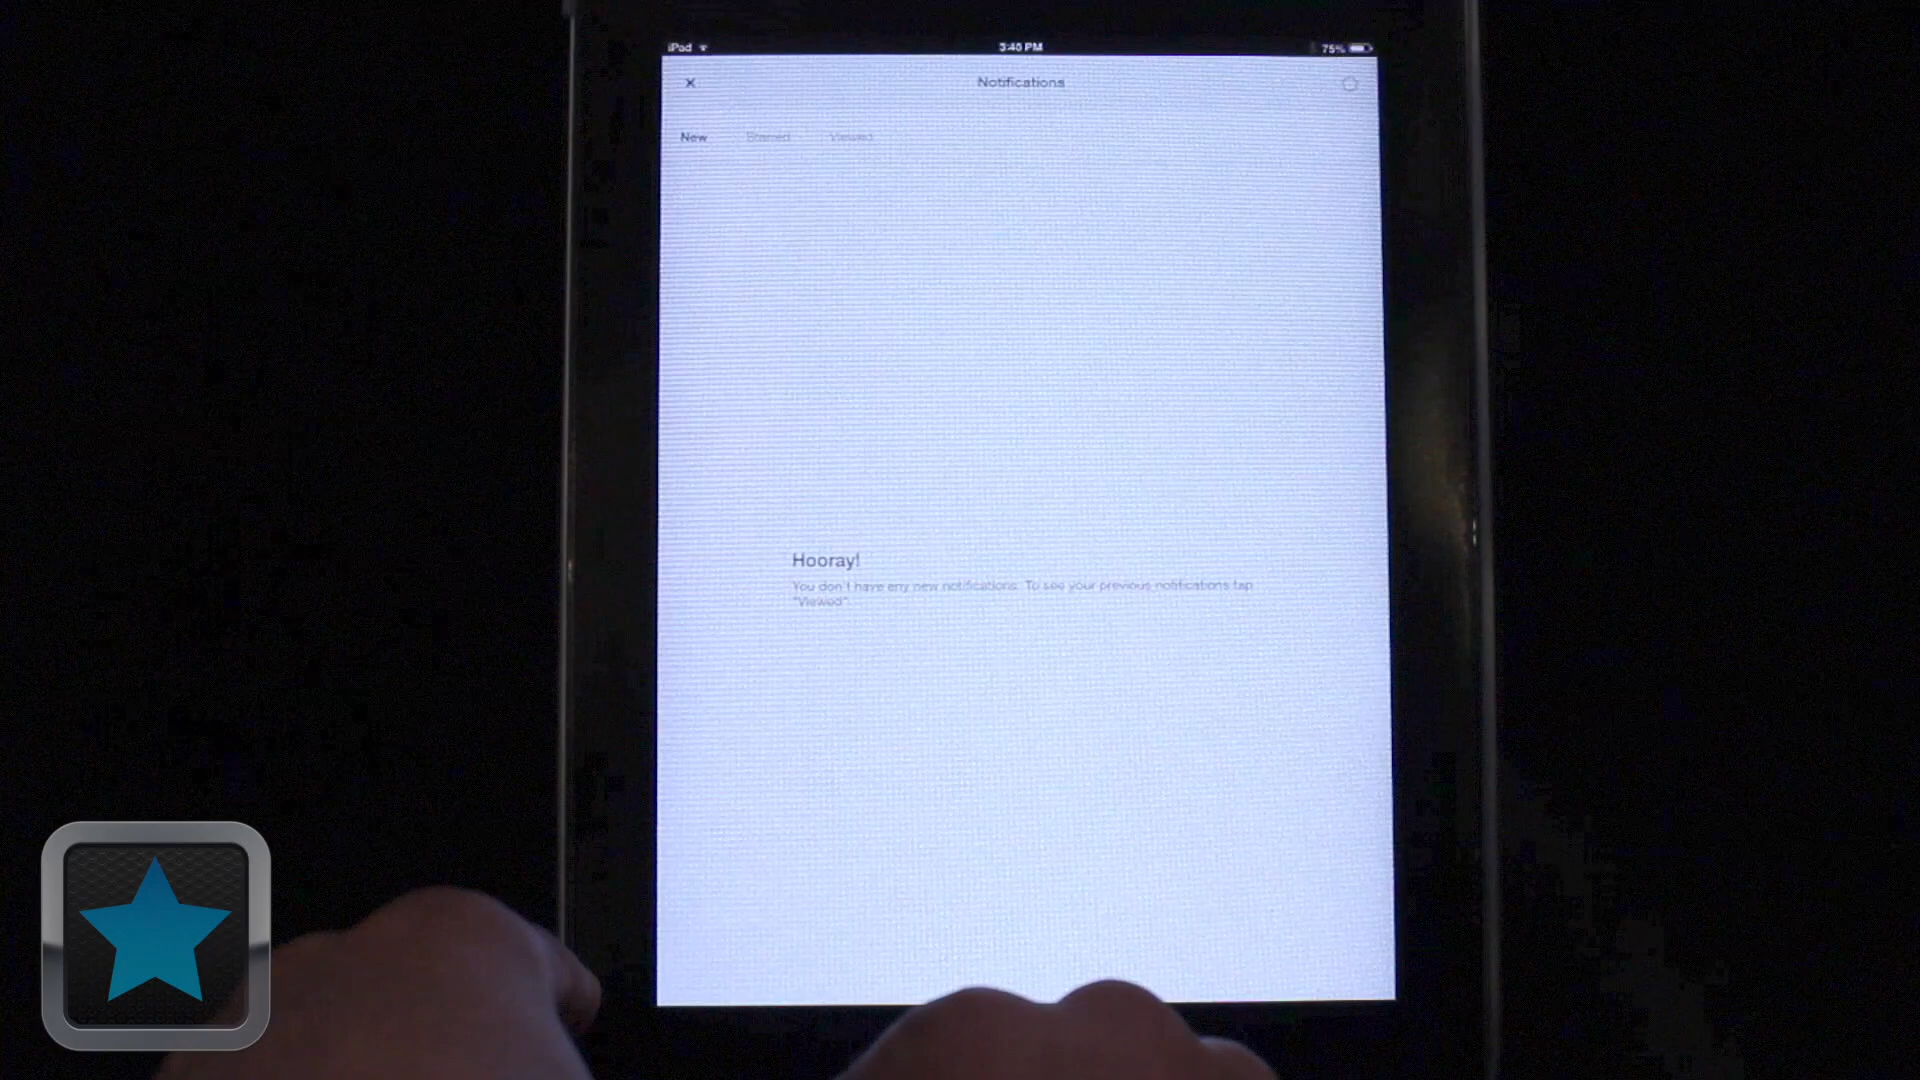 iPad
3:40 PM
75%
×
Notifications
New
Starred
Viewed
Hooray!
You don't have any new notifications. To see your previous notifications tap
"Viewed".